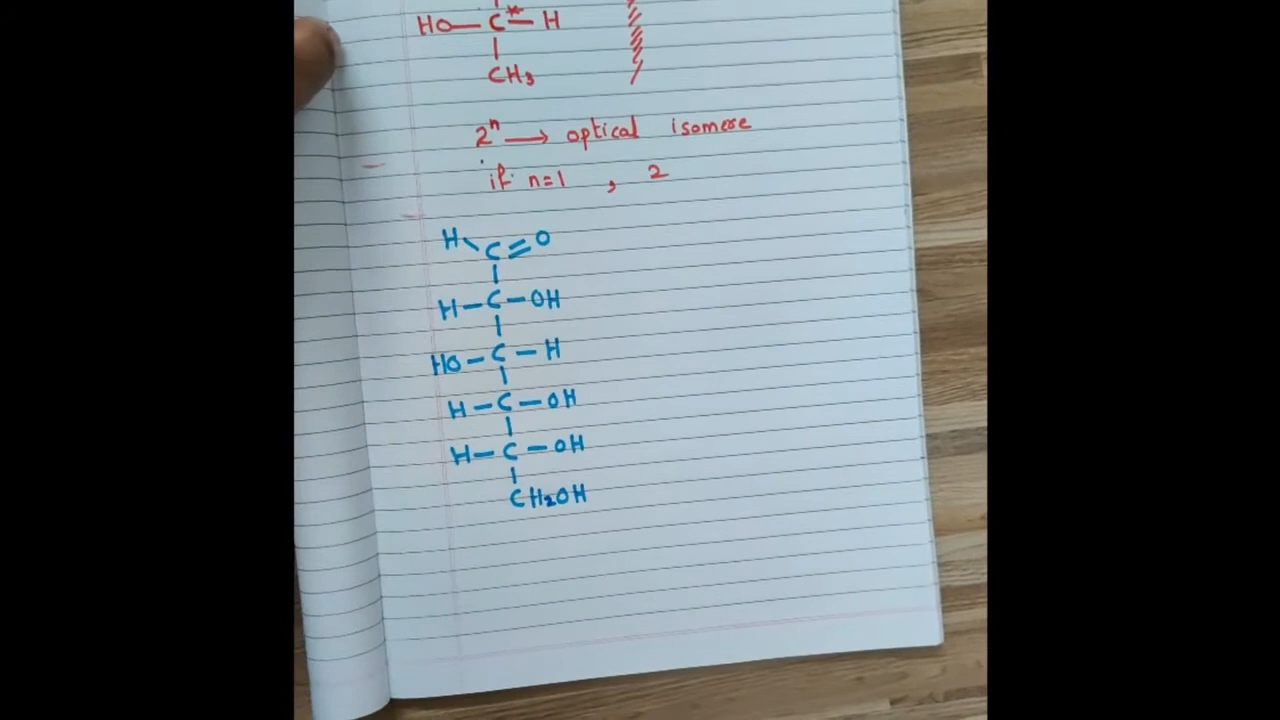 HO — C* — H
|
CH3
2ⁿ → optical isomere
if n=1 , 2
H \ C = O
|
H — C — OH
|
HO — C — H
|
H — C — OH
|
H — C — OH
|
CH2OH